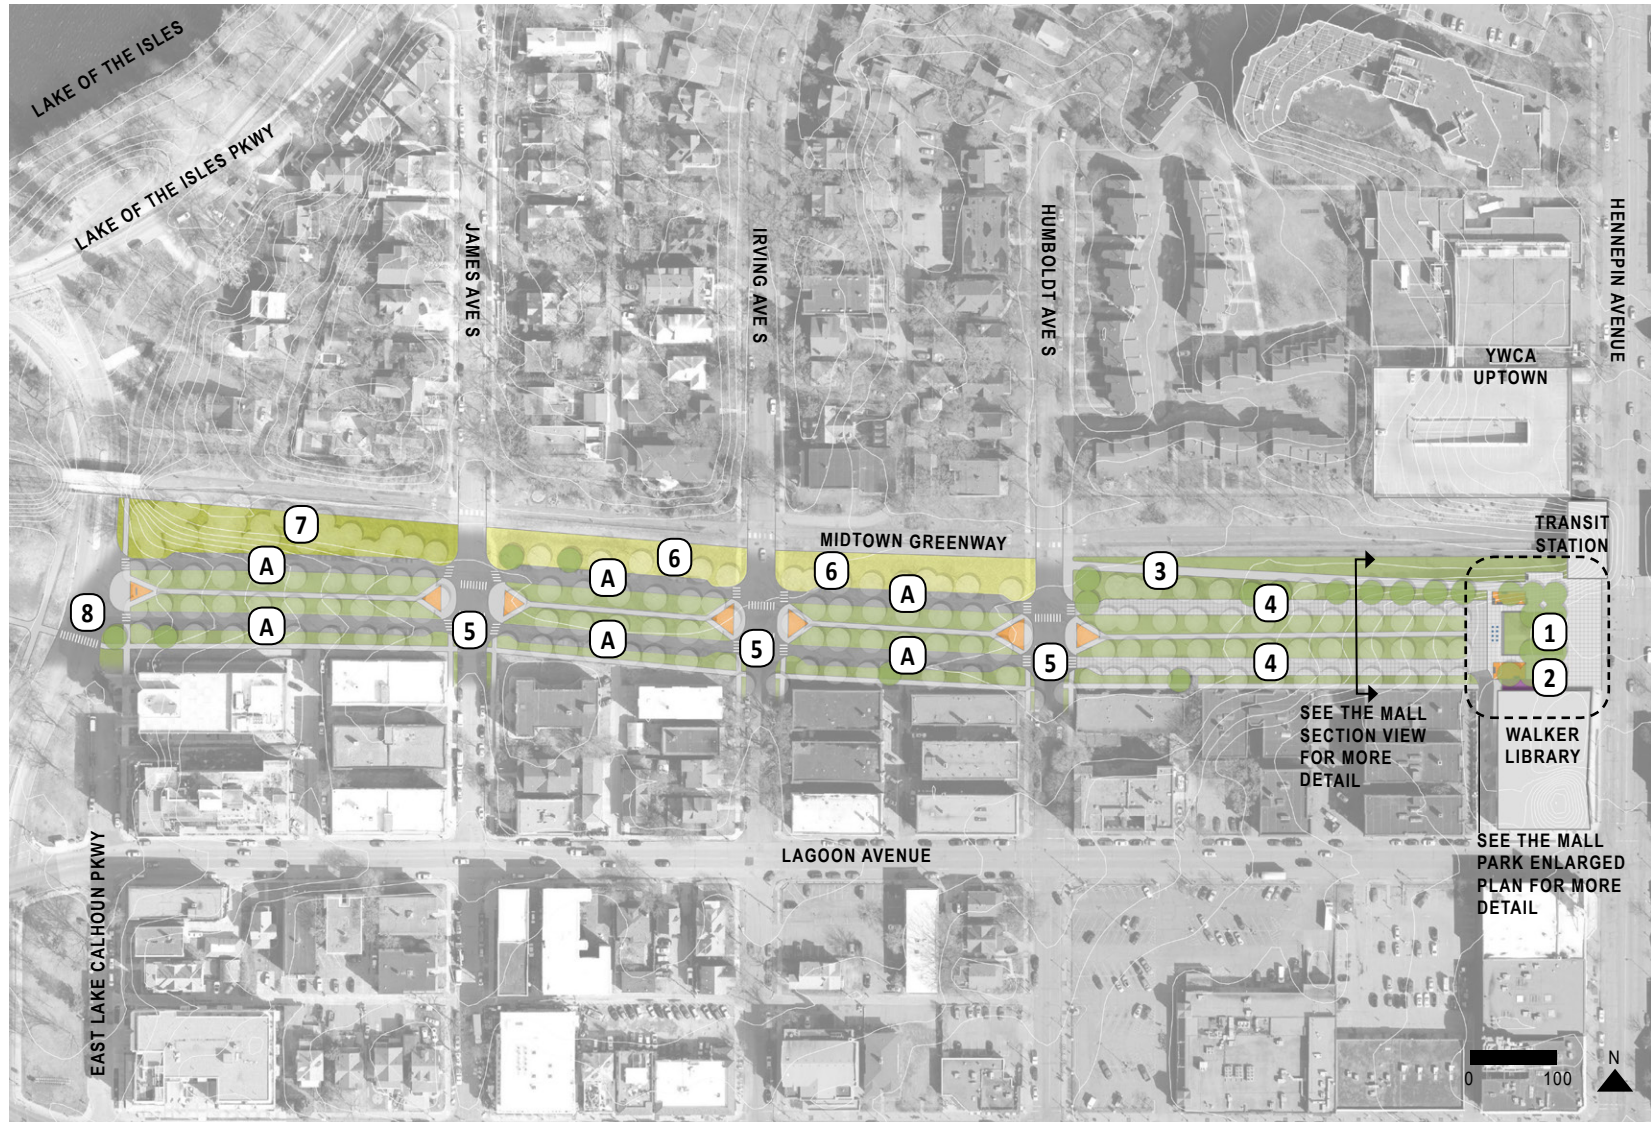 LAKE OF THE ISLES
LAKE OF THE ISLES PKWY
JAMES AVE S
IRVING AVE S
HUMBOLDT AVE S
HENNEPIN AVENUE
YWCA
UPTOWN
TRANSIT
STATION
MIDTOWN GREENWAY
7
A
6
A
6
A
3
4
1
8
A
5
A
5
A
5
4
2
SEE THE MALL
SECTION VIEW
FOR MORE
DETAIL
WALKER
LIBRARY
SEE THE MALL
PARK ENLARGED
PLAN FOR MORE
DETAIL
LAGOON AVENUE
EAST LAKE CALHOUN PKWY
N
0 100